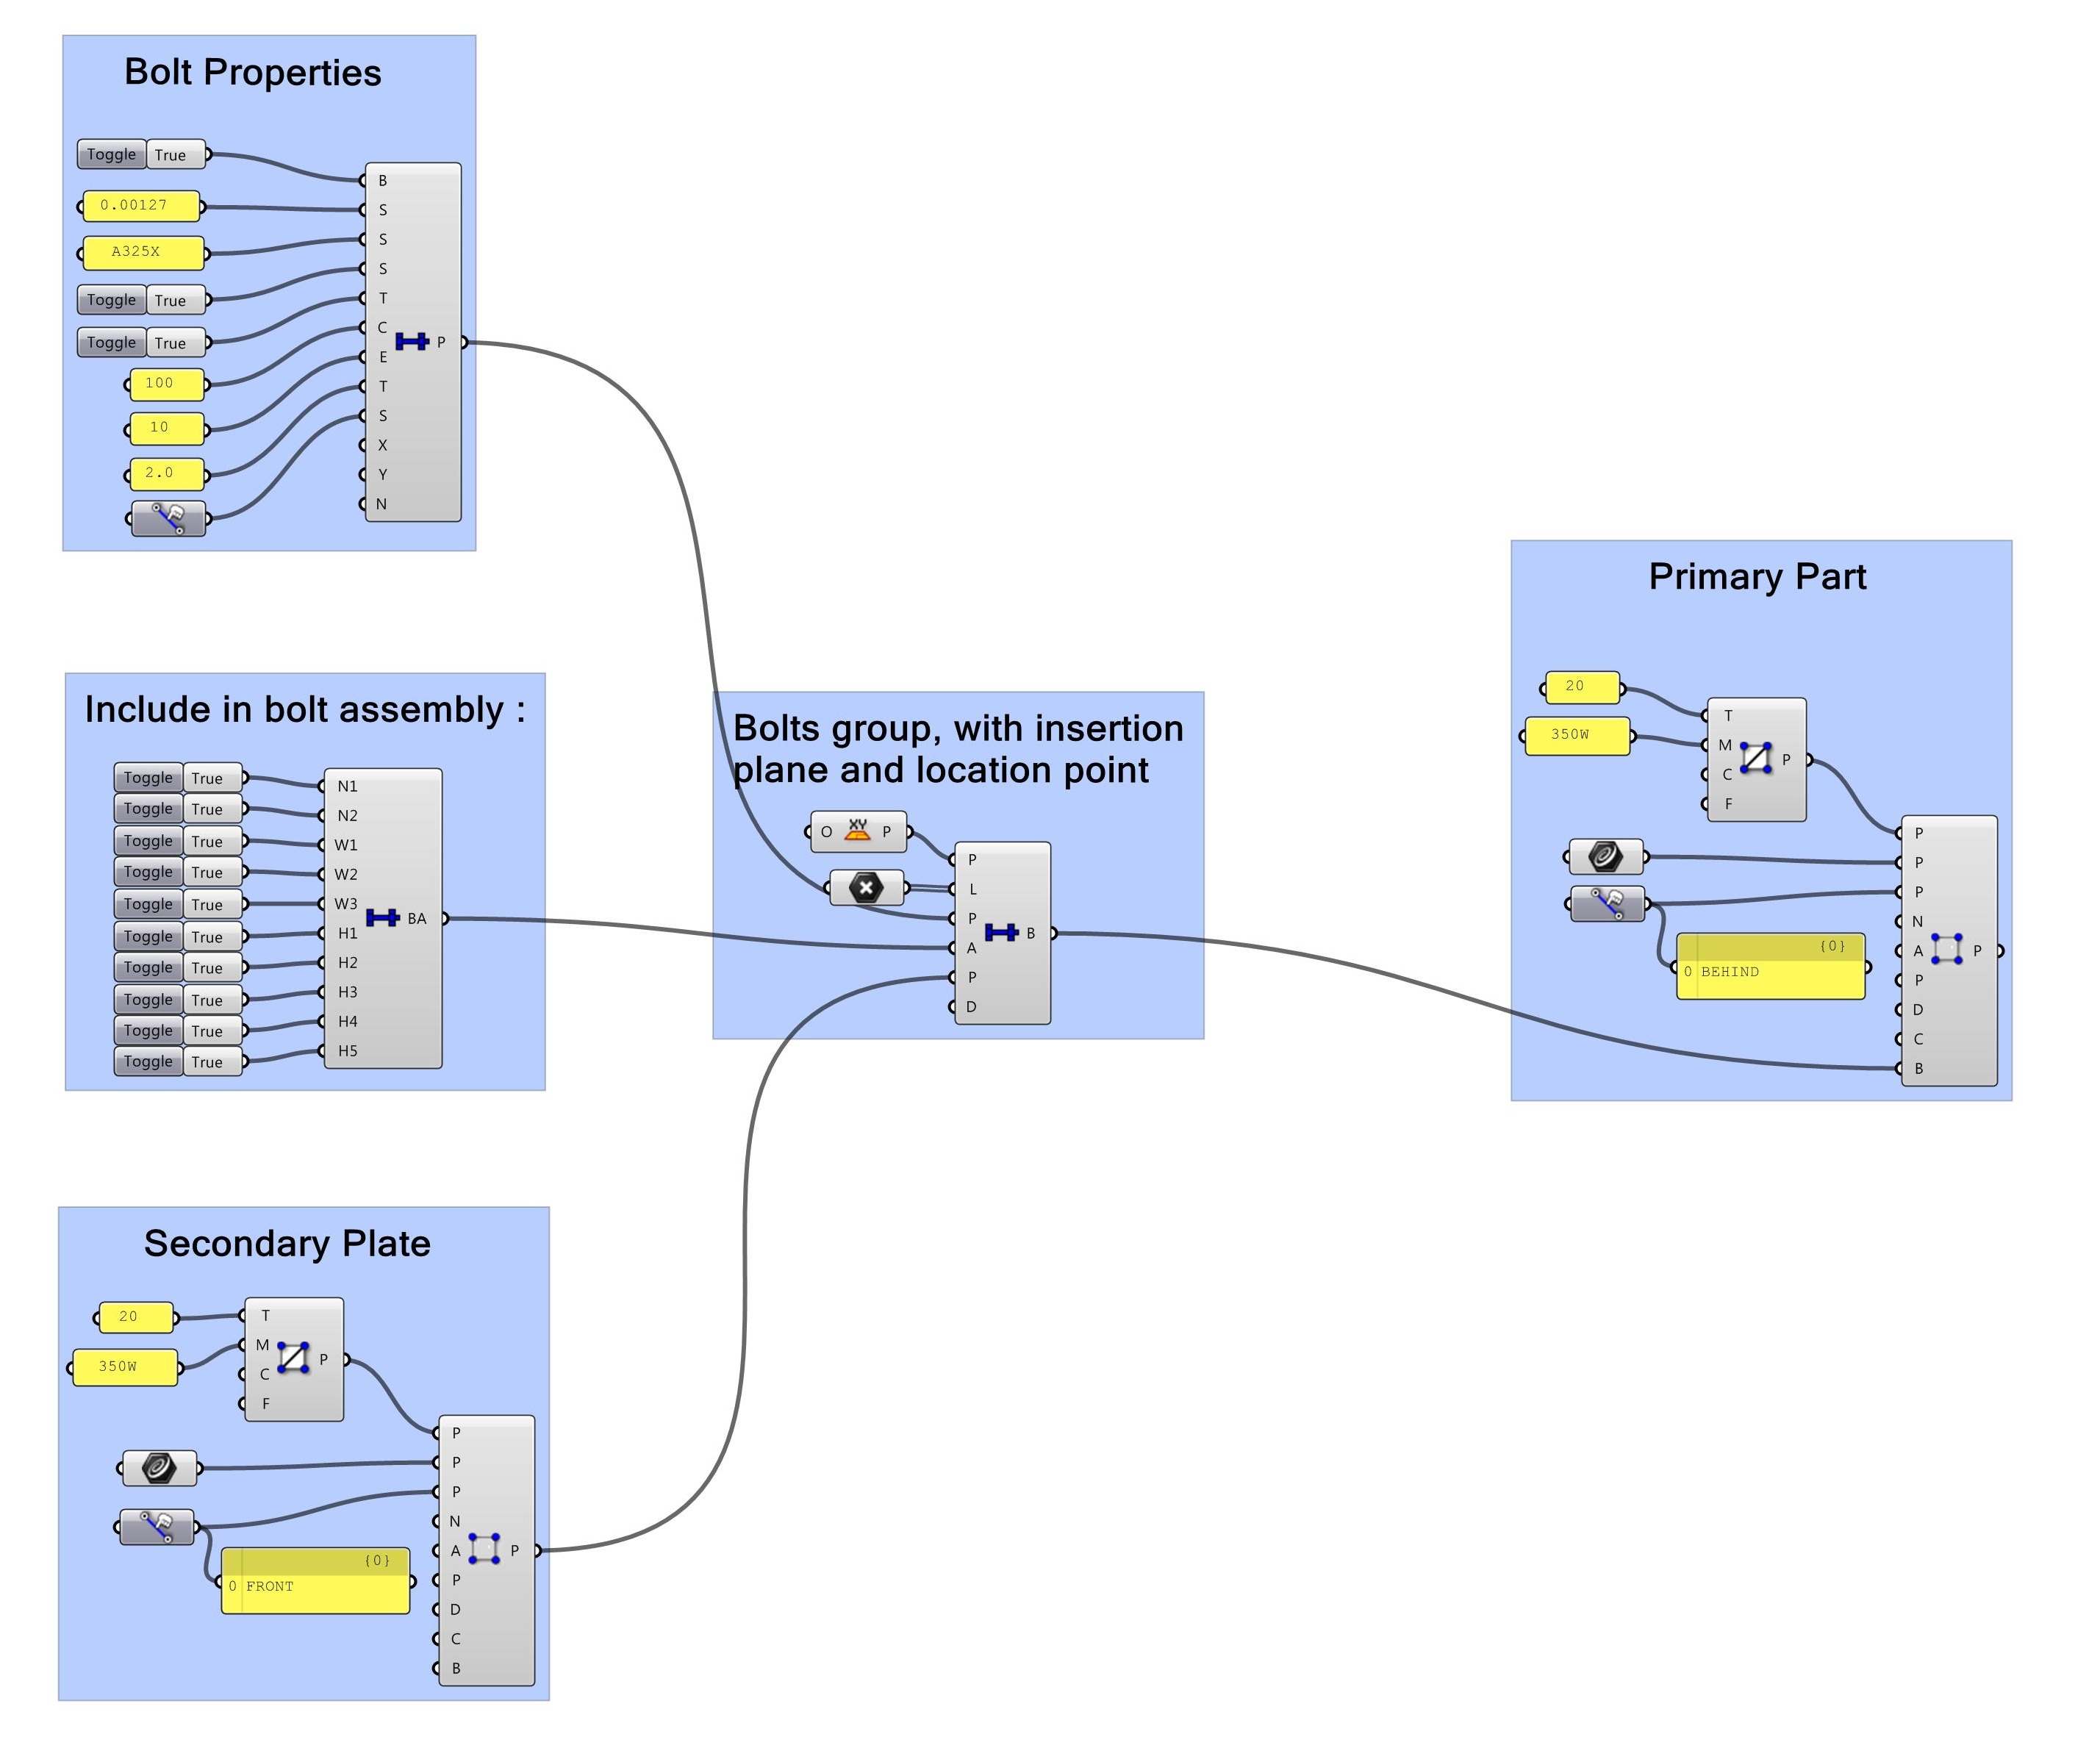 Bolt Properties
Toggle True
0.00127
A325X
Toggle True
Toggle True
100
10
2.0
B
S
S
S
T
C
E
T
S
X
Y
N
P
Include in bolt assembly :
Toggle True
Toggle True
Toggle True
Toggle True
Toggle True
Toggle True
Toggle True
Toggle True
Toggle True
Toggle True
N1
N2
W1
W2
W3
H1
H2
H3
H4
H5
BA
Bolts group, with insertion
plane and location point
O XY P
P
L
P
A
P
D
B
Primary Part
20
350W
T
M
C
F
P
{0}
0 BEHIND
P
P
P
N
A
P
D
C
B
P
Secondary Plate
20
350W
T
M
C
F
P
{0}
0 FRONT
P
P
P
N
A
P
D
C
B
P